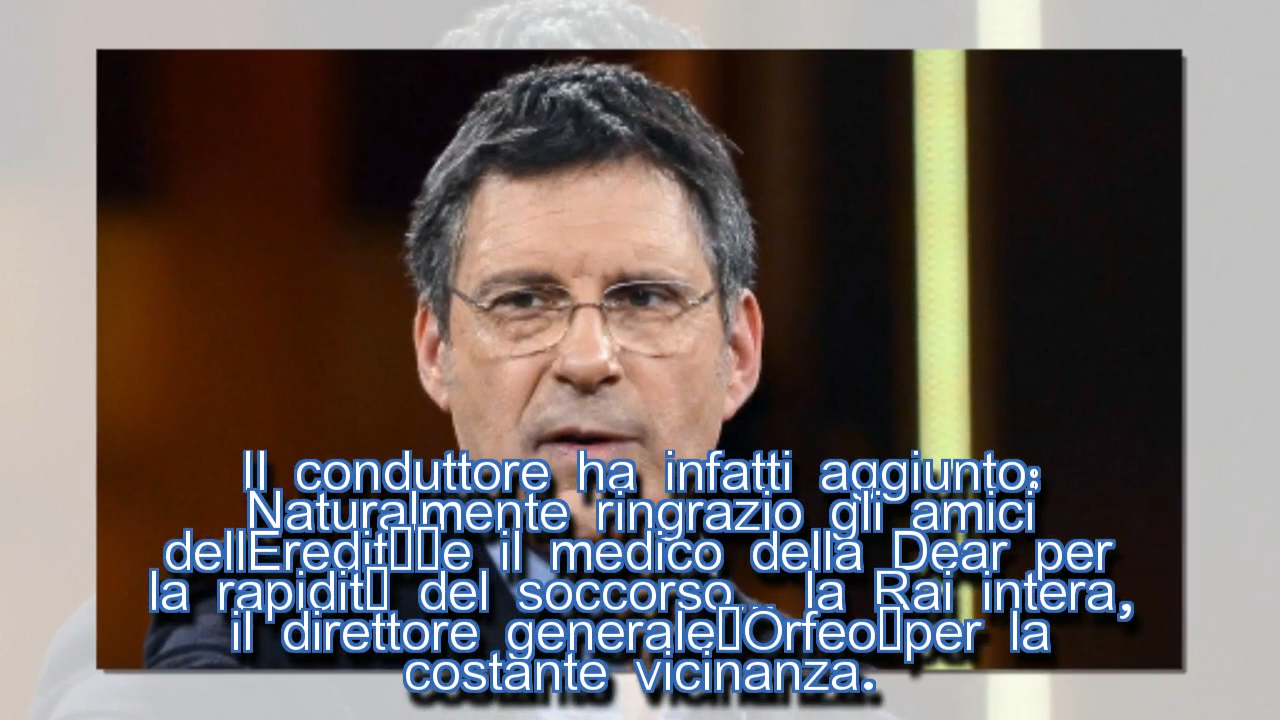 Il conduttore ha infatti aggiunto:
Naturalmente ringrazio gli amici
dellEredit▯▯e il medico della Dear per
la rapidit▯ del soccorso… la Rai intera,
il direttore generale▯Orfeo▯per la
costante vicinanza.